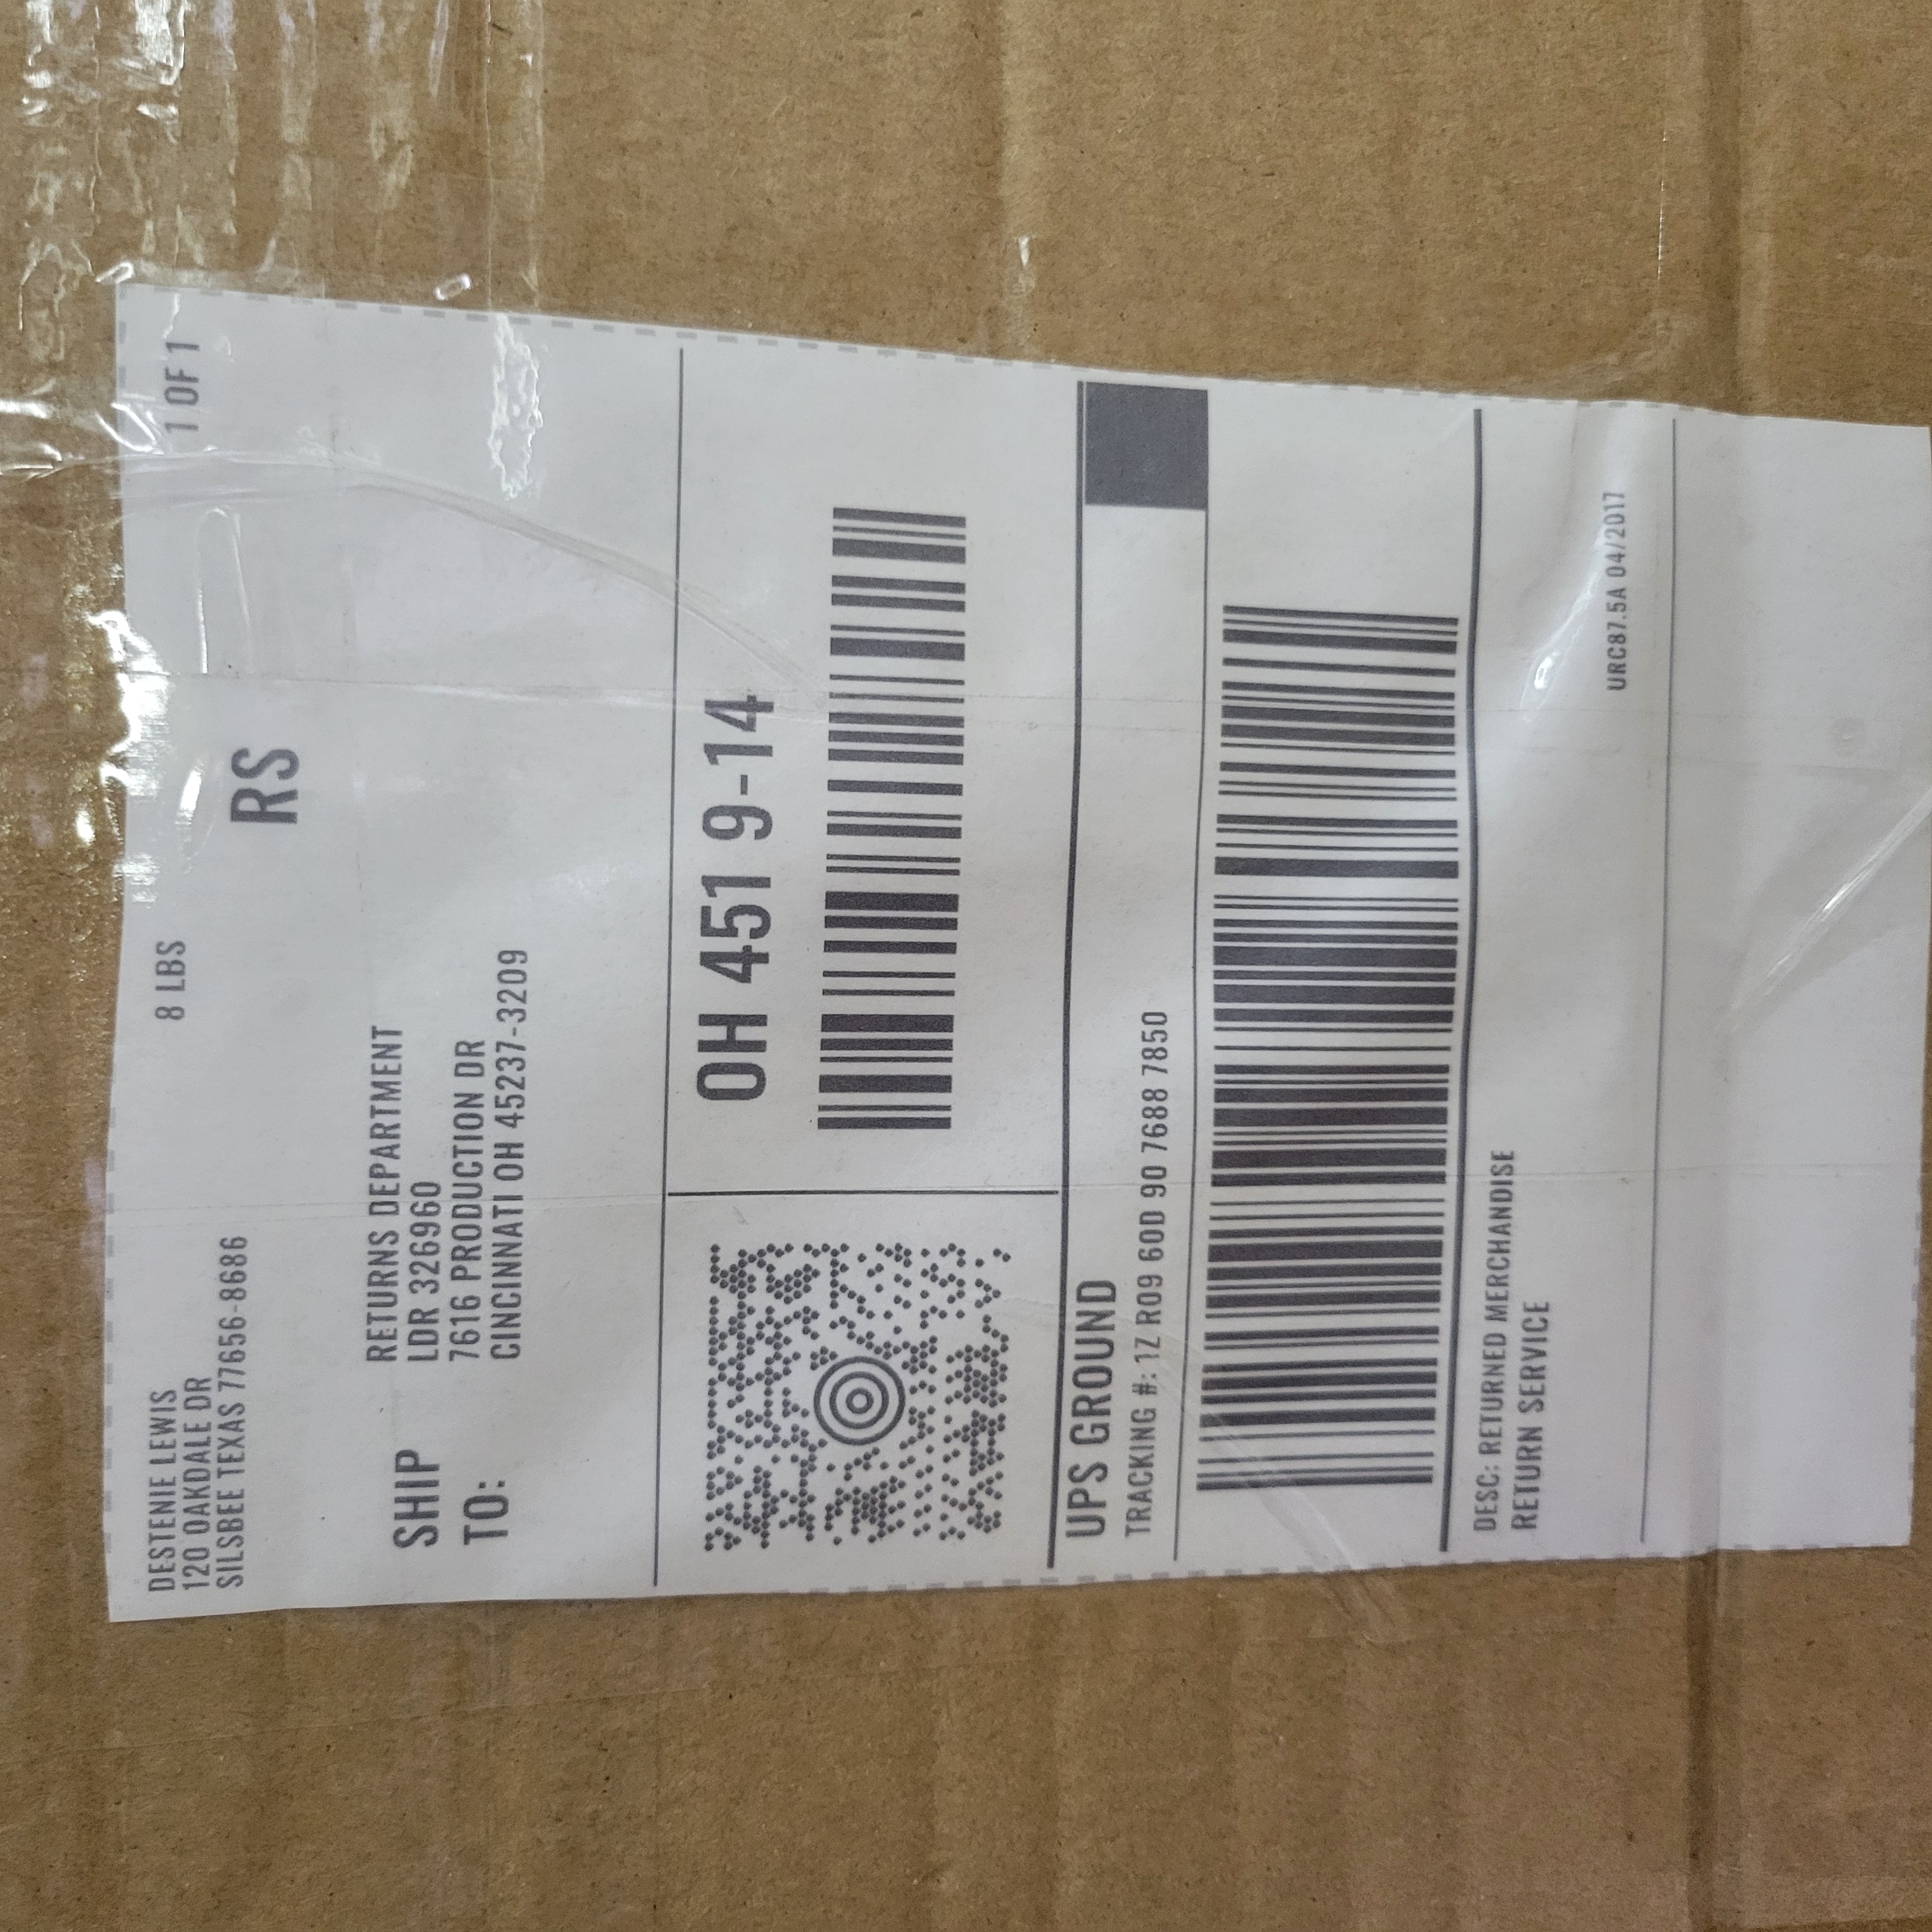 DESTENIE LEWIS
120 OAKDALE DR
SILSBEE TEXAS 77656-8686
8 LBS
1 OF 1
RS
SHIP
TO:
RETURNS DEPARTMENT
LDR 326960
7616 PRODUCTION DR
CINCINNATI OH 45237-3209
OH 451 9-14
UPS GROUND
TRACKING #: 1Z R09 60D 90 7688 7850
DESC: RETURNED MERCHANDISE
RETURN SERVICE
URC87.5A 04/2017